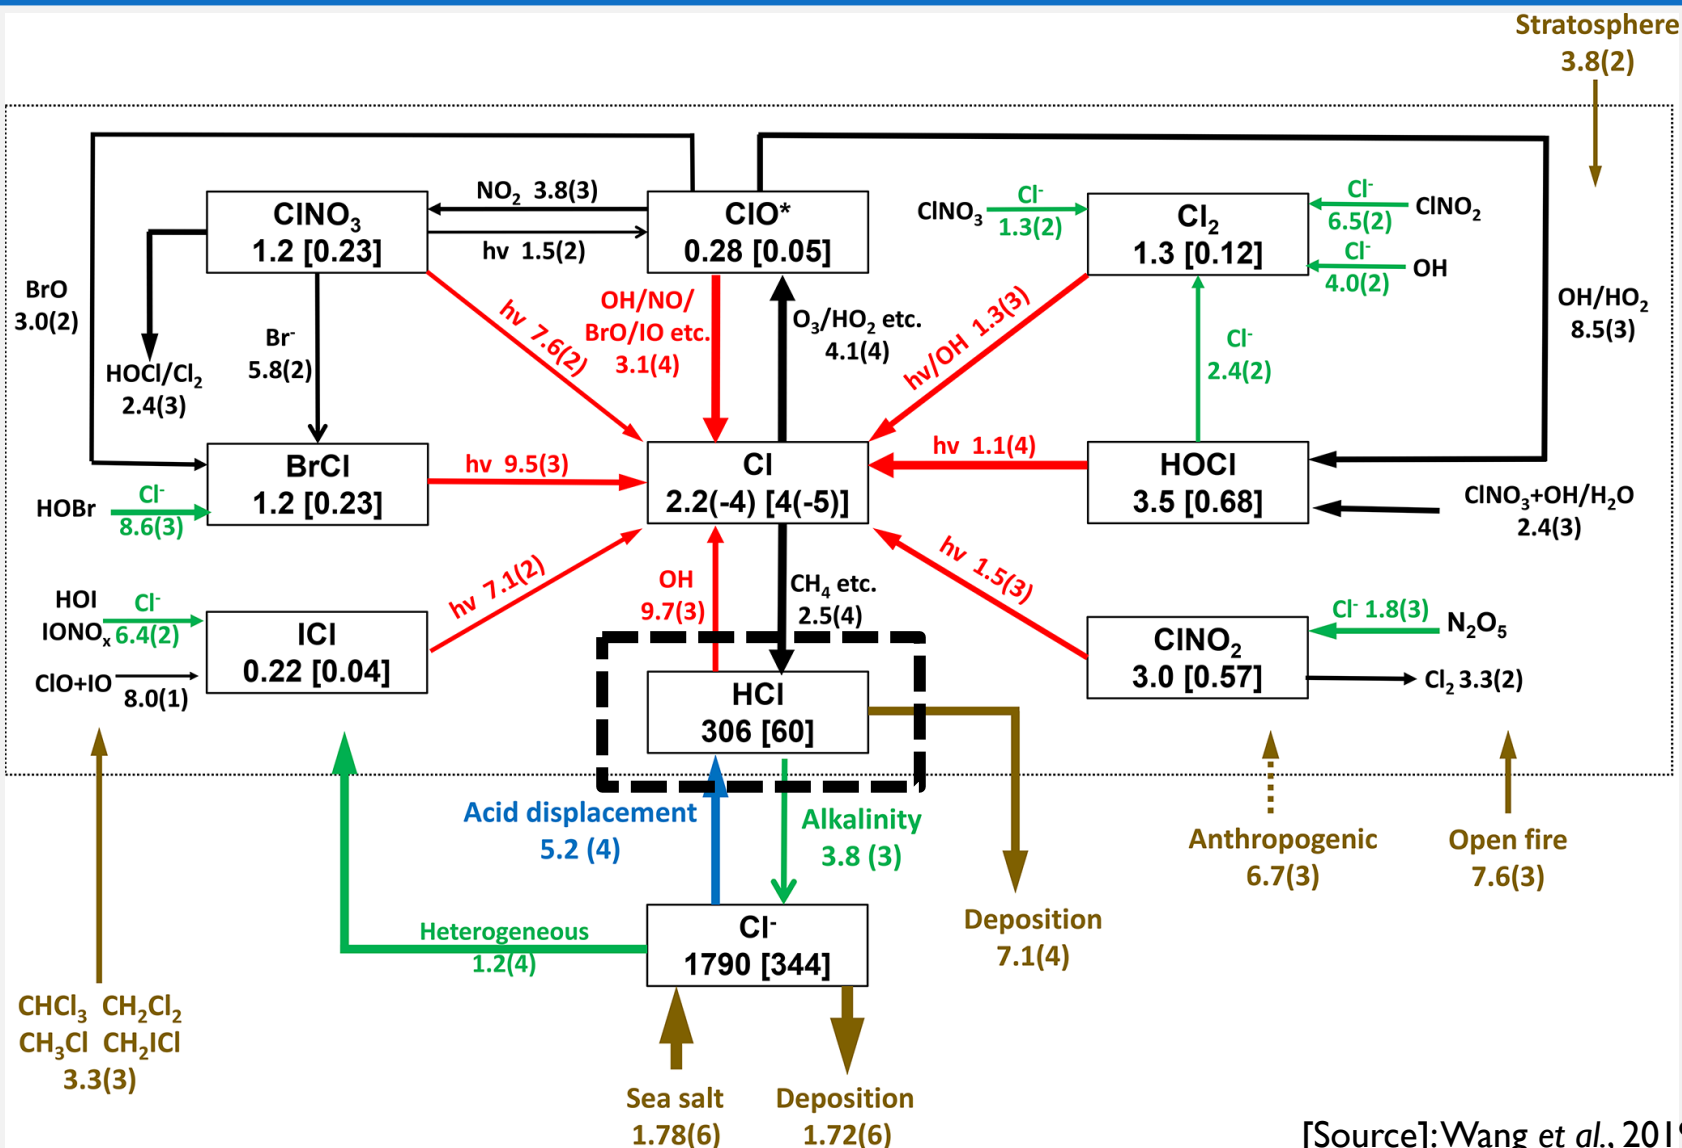 Stratosphere
3.8(2)
ClNO₃
1.2 [0.23]
NO₂ 3.8(3)
hv 1.5(2)
ClO*
0.28 [0.05]
ClNO₃
Cl⁻
1.3(2)
Cl₂
1.3 [0.12]
Cl⁻
6.5(2)
ClNO₂
Cl⁻
4.0(2)
OH
BrO
3.0(2)
HOCl/Cl₂
2.4(3)
Br⁻
5.8(2)
hv 7.6(2)
OH/NO/
BrO/IO etc.
3.1(4)
O₃/HO₂ etc.
4.1(4)
hv/OH 1.3(3)
Cl⁻
2.4(2)
OH/HO₂
8.5(3)
BrCl
1.2 [0.23]
hv 9.5(3)
Cl
2.2(-4) [4(-5)]
hv 1.1(4)
HOCl
3.5 [0.68]
ClNO₃+OH/H₂O
2.4(3)
HOBr
Cl⁻
8.6(3)
HOI
IONOₓ
Cl⁻
6.4(2)
ClO+IO
8.0(1)
ICl
0.22 [0.04]
hv 7.1(2)
OH
9.7(3)
CH₄ etc.
2.5(4)
hv 1.5(3)
ClNO₂
3.0 [0.57]
Cl⁻ 1.8(3)
N₂O₅
Cl₂ 3.3(2)
HCl
306 [60]
Acid displacement
5.2 (4)
Alkalinity
3.8 (3)
Anthropogenic
6.7(3)
Open fire
7.6(3)
Deposition
7.1(4)
Heterogeneous
1.2(4)
Cl⁻
1790 [344]
CHCl₃ CH₂Cl₂
CH₃Cl CH₂ICl
3.3(3)
Sea salt
1.78(6)
Deposition
1.72(6)
[Source]: Wang et al., 2019